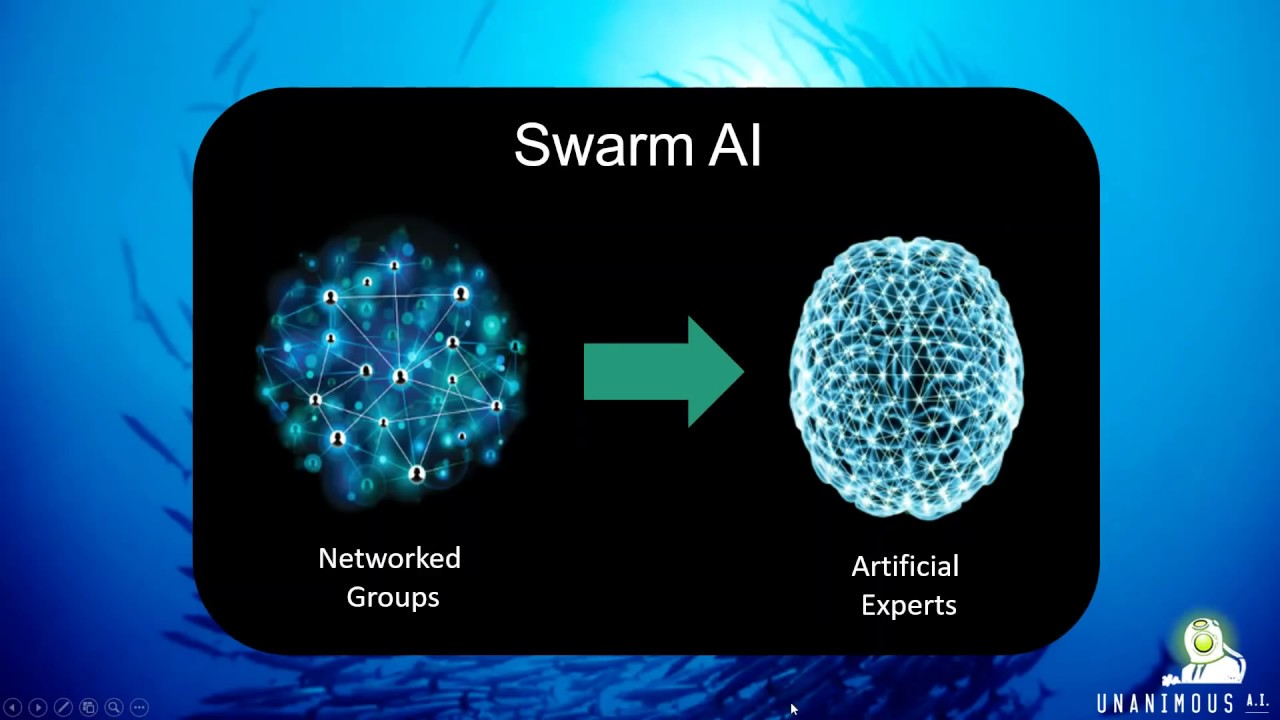 Swarm AI
Networked
Groups
Artificial
Experts
UNANIMOUS A.I.